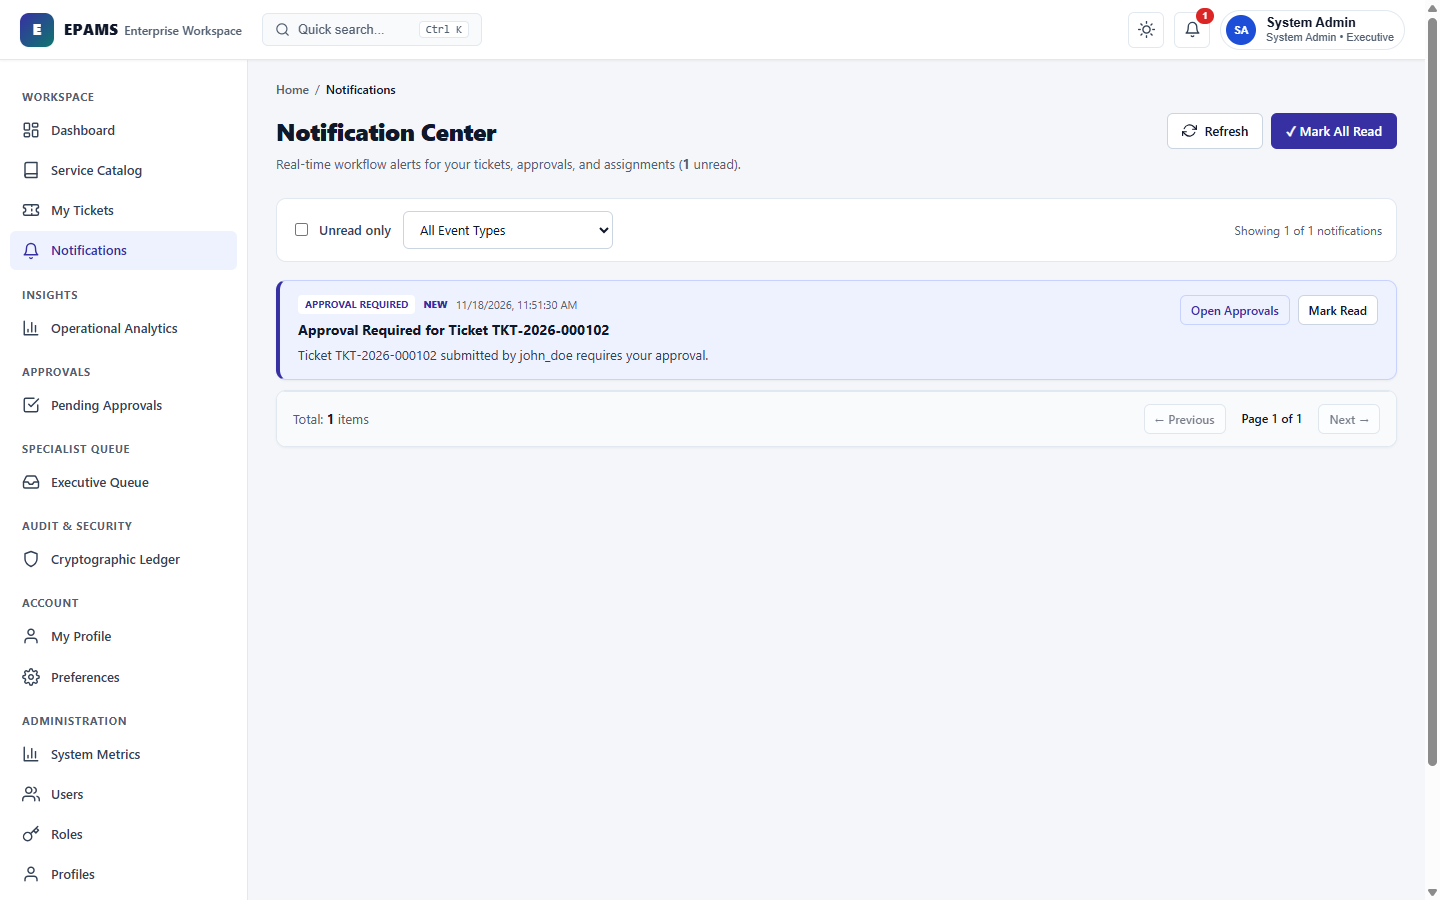 E EPAMS Enterprise Workspace
Quick search... Ctrl K
1
SA System Admin
System Admin • Executive
WORKSPACE
Dashboard
Service Catalog
My Tickets
Notifications
INSIGHTS
Operational Analytics
APPROVALS
Pending Approvals
SPECIALIST QUEUE
Executive Queue
AUDIT & SECURITY
Cryptographic Ledger
ACCOUNT
My Profile
Preferences
ADMINISTRATION
System Metrics
Users
Roles
Profiles
Home / Notifications
Notification Center
Real-time workflow alerts for your tickets, approvals, and assignments (1 unread).
Refresh
✓ Mark All Read
Unread only
All Event Types
Showing 1 of 1 notifications
APPROVAL REQUIRED NEW 11/18/2026, 11:51:30 AM
Approval Required for Ticket TKT-2026-000102
Ticket TKT-2026-000102 submitted by john_doe requires your approval.
Open Approvals
Mark Read
Total: 1 items
← Previous
Page 1 of 1
Next →